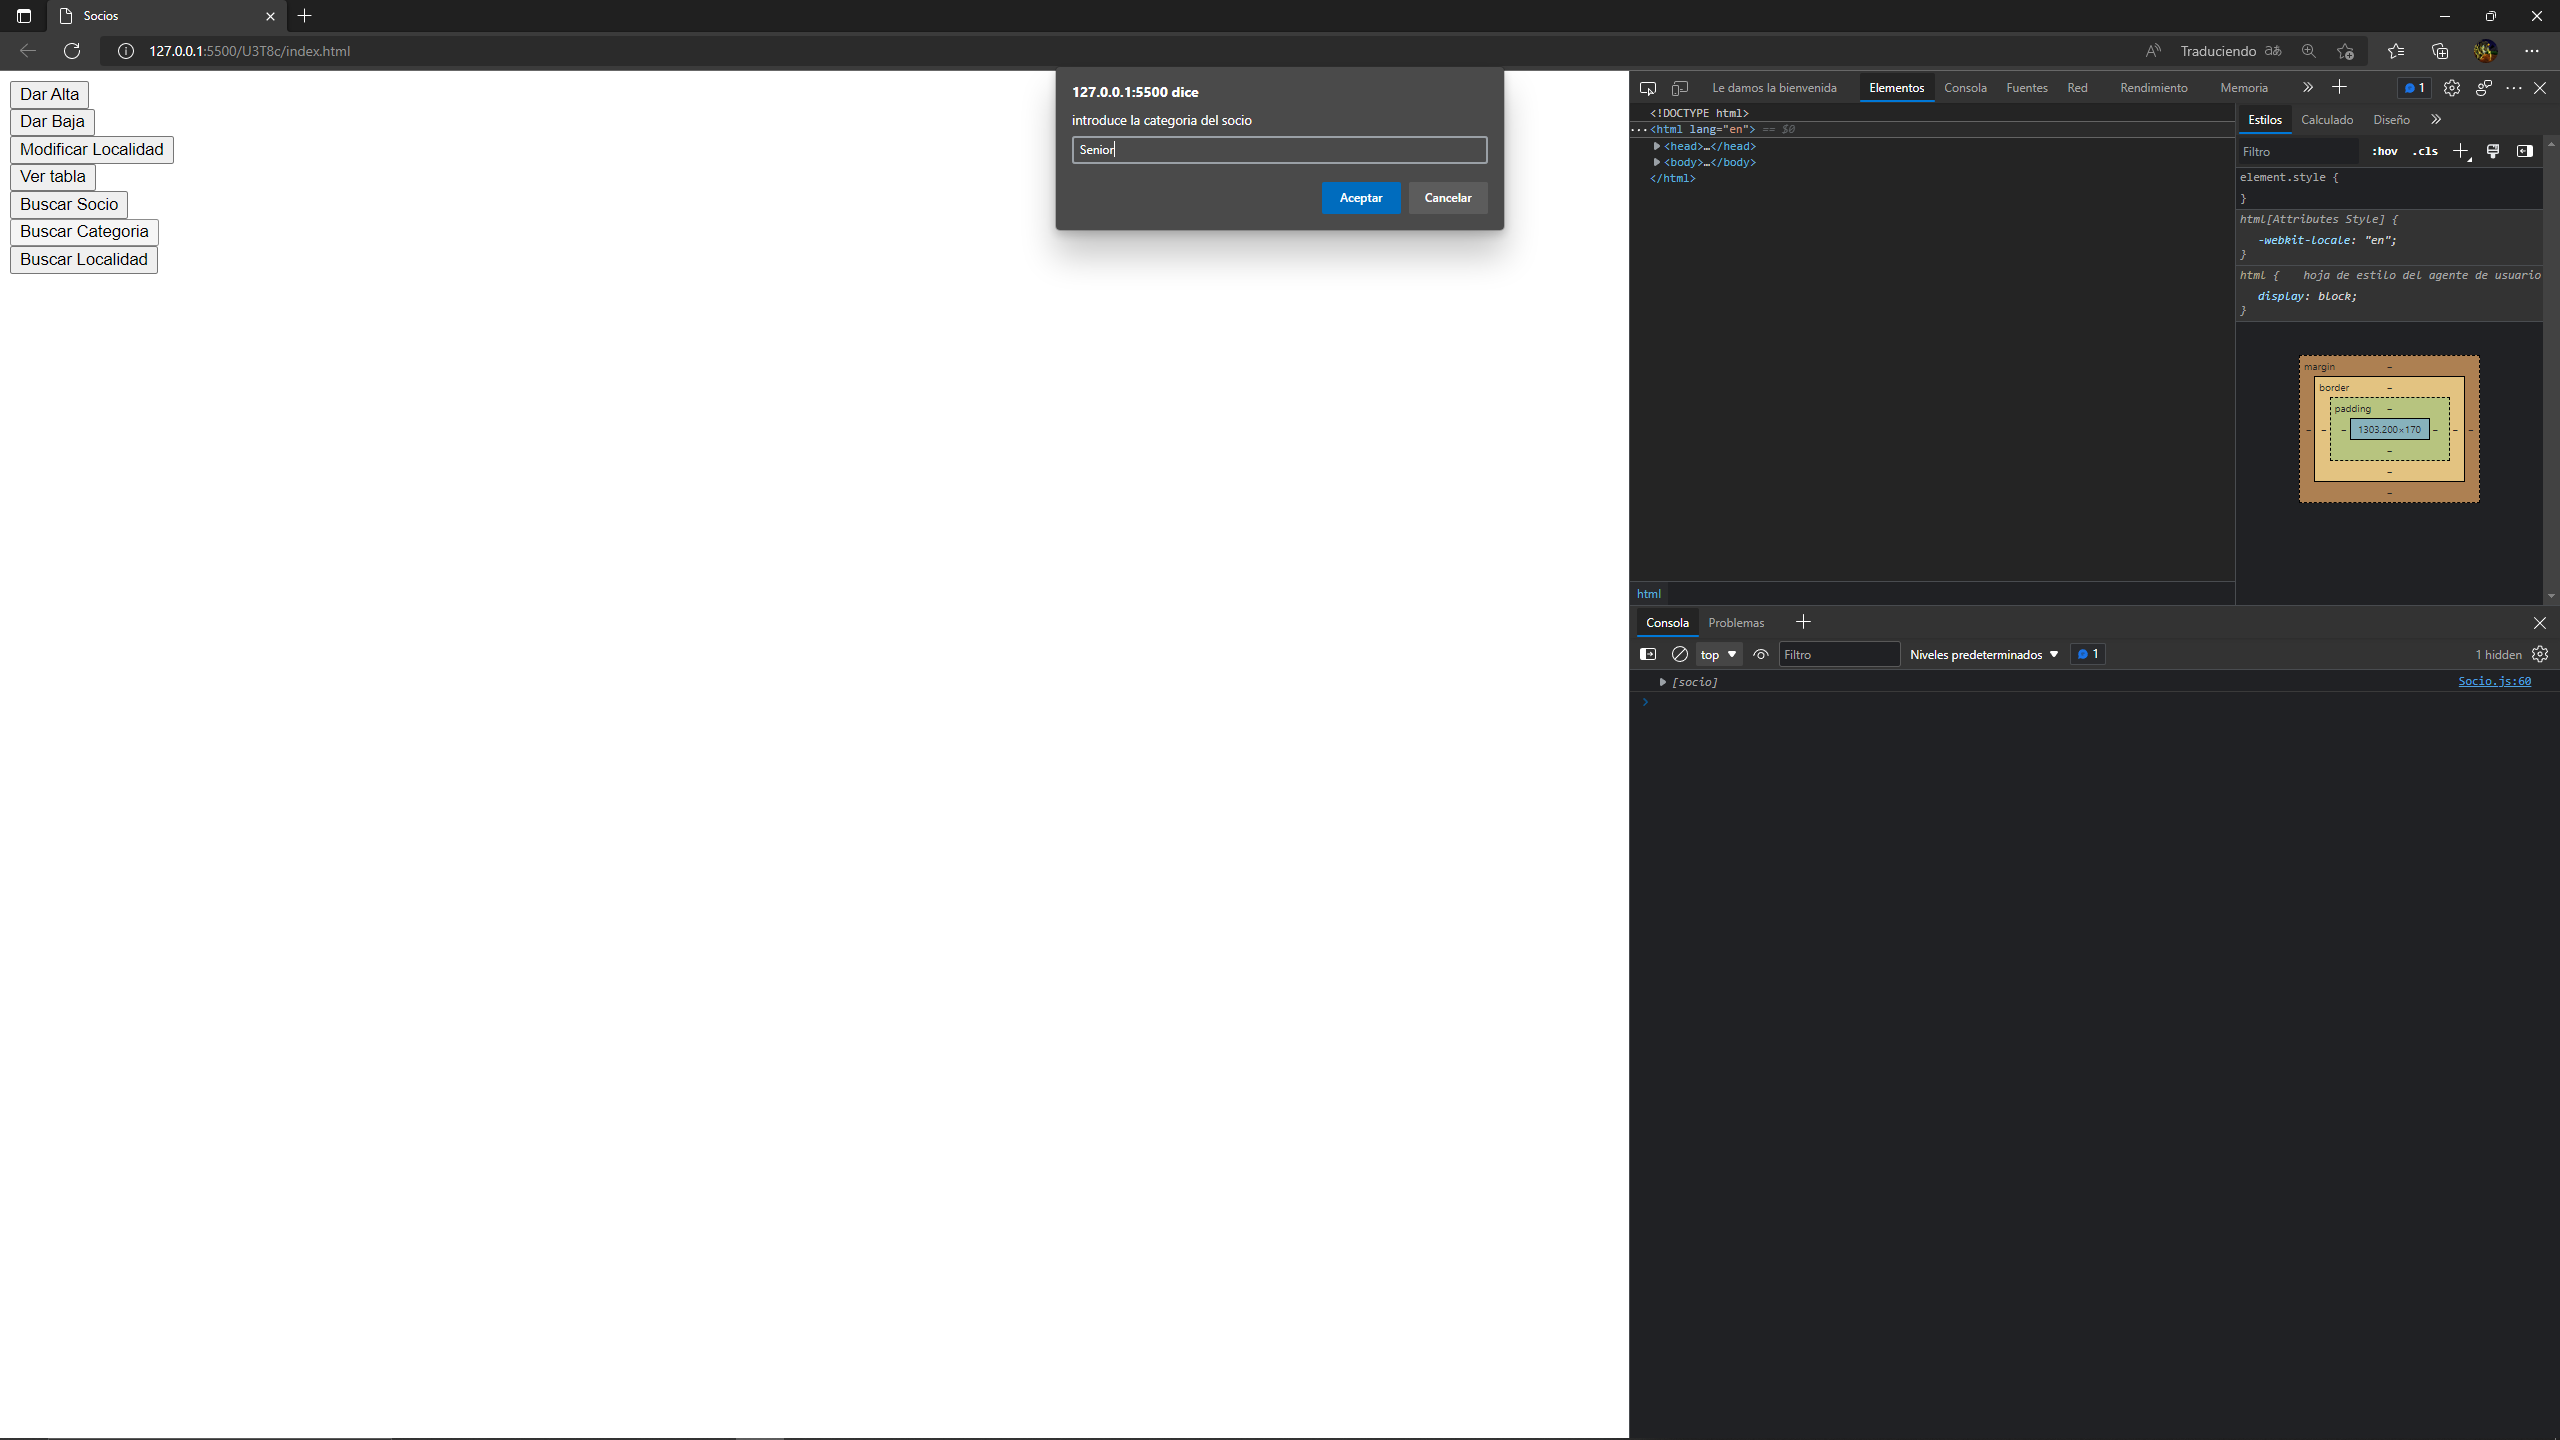 Socios
127.0.0.1:5500/U3T8c/index.html
Traduciendo
Dar Alta
Dar Baja
Modificar Localidad
Ver tabla
Buscar Socio
Buscar Categoria
Buscar Localidad
127.0.0.1:5500 dice
introduce la categoria del socio
Senior
Aceptar Cancelar
Le damos la bienvenida Elementos Consola Fuentes Red Rendimiento Memoria 1
<!DOCTYPE html>
···<html lang="en"> == $0
<head>…</head>
<body>…</body>
</html>
html
Estilos Calculado Diseño
Filtro :hov .cls
element.style {
}
html[Attributes Style] {
-webkit-locale: "en";
}
html { hoja de estilo del agente de usuario
display: block;
}
margin –
border –
padding –
– – – 1303.200×170 – – –
–
–
–
Consola Problemas
top Filtro Niveles predeterminados 1 1 hidden
[socio] Socio.js:60